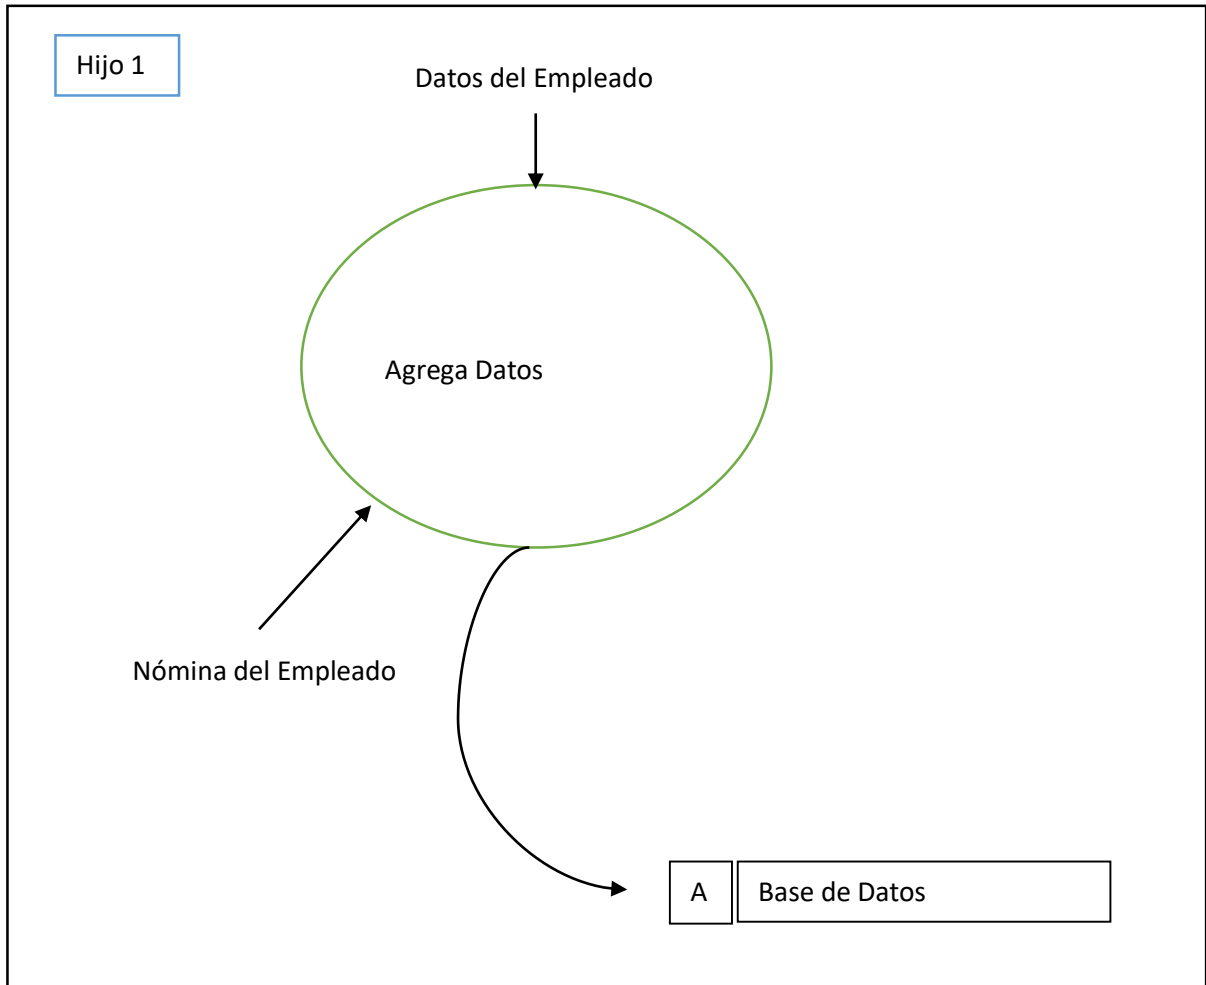 Hijo 1
Datos del Empleado
Agrega Datos
Nómina del Empleado
A
Base de Datos